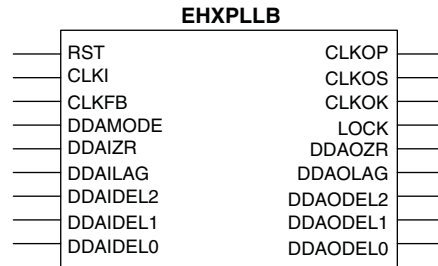 EHXPLLB
RST CLKOP
CLKI CLKOS
CLKFB CLKOK
DDAMODE LOCK
DDAIZR DDAOZR
DDAILAG DDAOLAG
DDAIDEL2 DDAODEL2
DDAIDEL1 DDAODEL1
DDAIDEL0 DDAODEL0